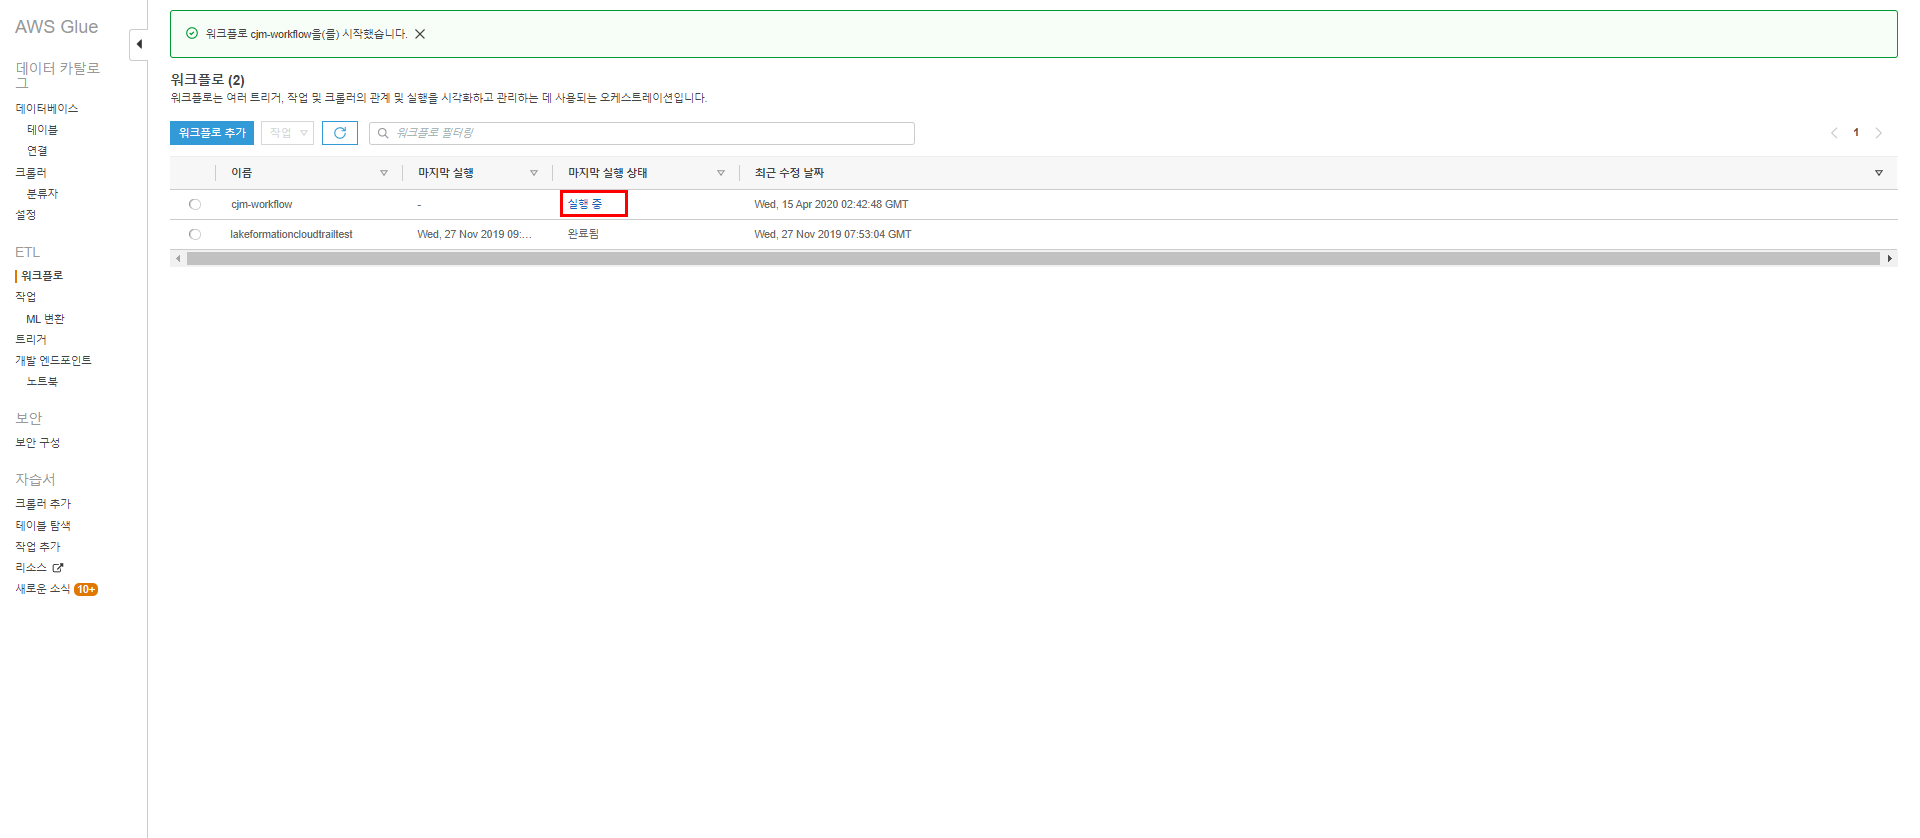 AWS Glue
데이터 카탈로
그
데이터베이스
테이블
연결
크롤러
분류자
설정
ETL
워크플로
작업
ML 변환
트리거
개발 엔드포인트
노트북
보안
보안 구성
자습서
크롤러 추가
테이블 탐색
작업 추가
리소스
새로운 소식 10+
워크플로 cjm-workflow을(를) 시작했습니다.
워크플로 (2)
워크플로는 여러 트리거, 작업 및 크롤러의 관계 및 실행을 시각화하고 관리하는 데 사용되는 오케스트레이션입니다.
워크플로 추가 작업 워크플로 필터링 1
이름 마지막 실행 마지막 실행 상태 최근 수정 날짜
cjm-workflow - 실행 중 Wed, 15 Apr 2020 02:42:48 GMT
lakeformationcloudtrailtest Wed, 27 Nov 2019 09:... 완료됨 Wed, 27 Nov 2019 07:53:04 GMT